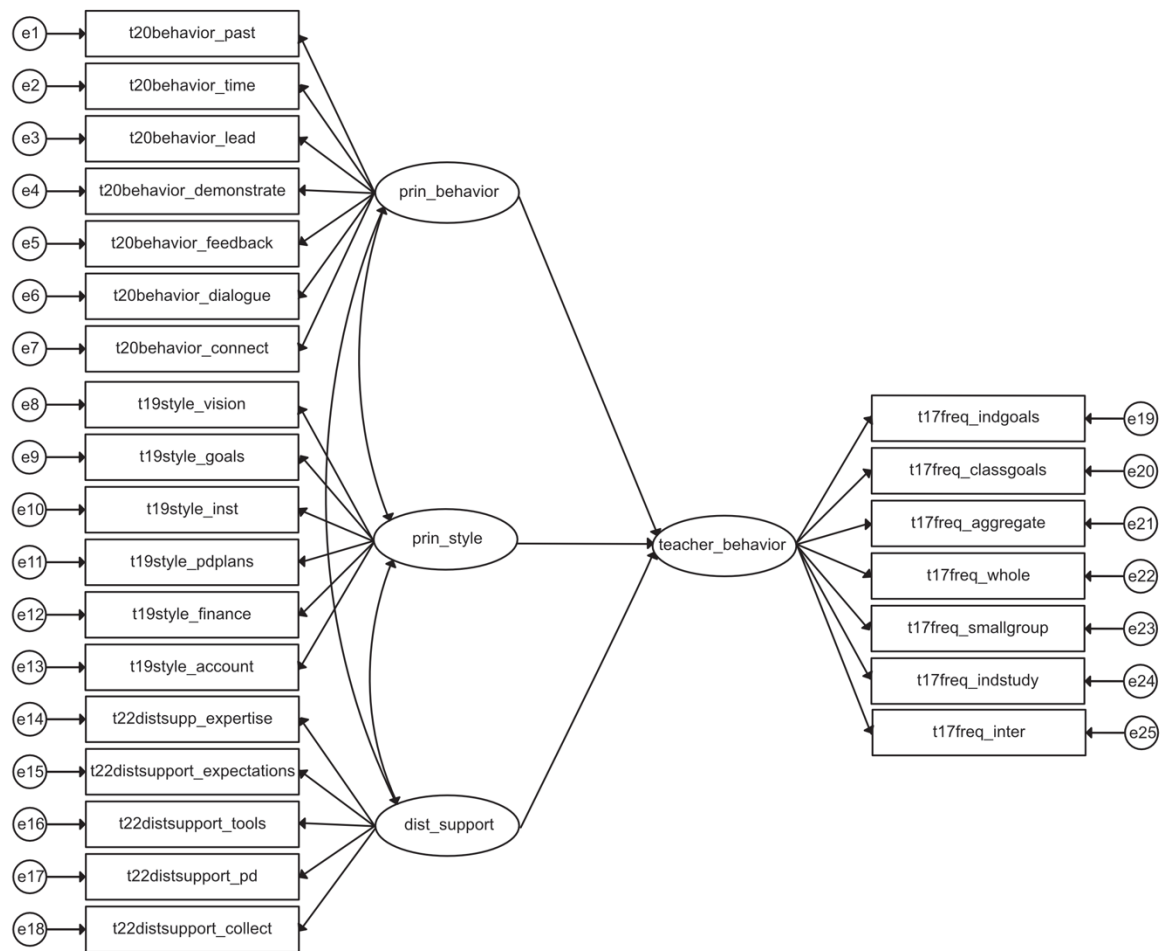 e1
t20behavior_past
e2
t20behavior_time
e3
t20behavior_lead
e4
t20behavior_demonstrate
e5
t20behavior_feedback
e6
t20behavior_dialogue
e7
t20behavior_connect
e8
t19style_vision
e9
t19style_goals
e10
t19style_inst
e11
t19style_pdplans
e12
t19style_finance
e13
t19style_account
e14
t22distsupp_expertise
e15
t22distsupport_expectations
e16
t22distsupport_tools
e17
t22distsupport_pd
e18
t22distsupport_collect
prin_behavior
prin_style
dist_support
teacher_behavior
t17freq_indgoals
e19
t17freq_classgoals
e20
t17freq_aggregate
e21
t17freq_whole
e22
t17freq_smallgroup
e23
t17freq_indstudy
e24
t17freq_inter
e25